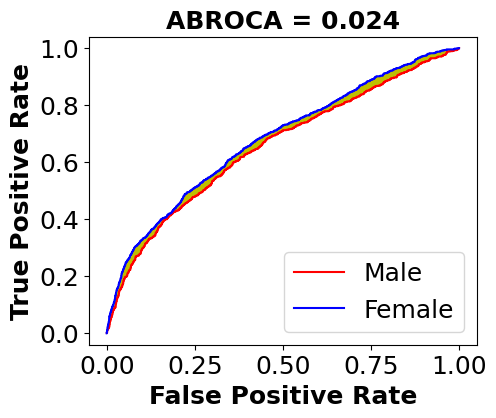 ABROCA = 0.024
True Positive Rate
1.0
0.8
0.6
0.4
0.2
0.0
Male
Female
0.00 0.25 0.50 0.75 1.00
False Positive Rate